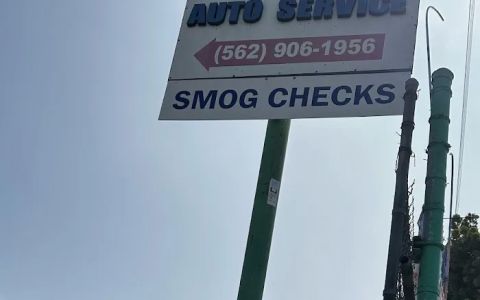 AUTO SERVICE
(562) 906-1956
SMOG CHECKS